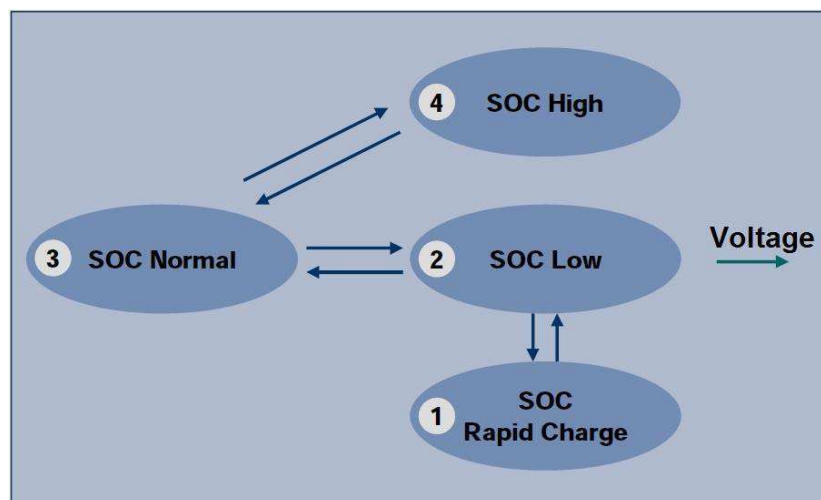 4 SOC High
3 SOC Normal
2 SOC Low
Voltage
1 SOC
Rapid Charge